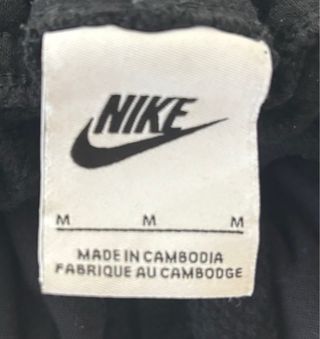 NIKE
M M M
MADE IN CAMBODIA
FABRIQUE AU CAMBODGE